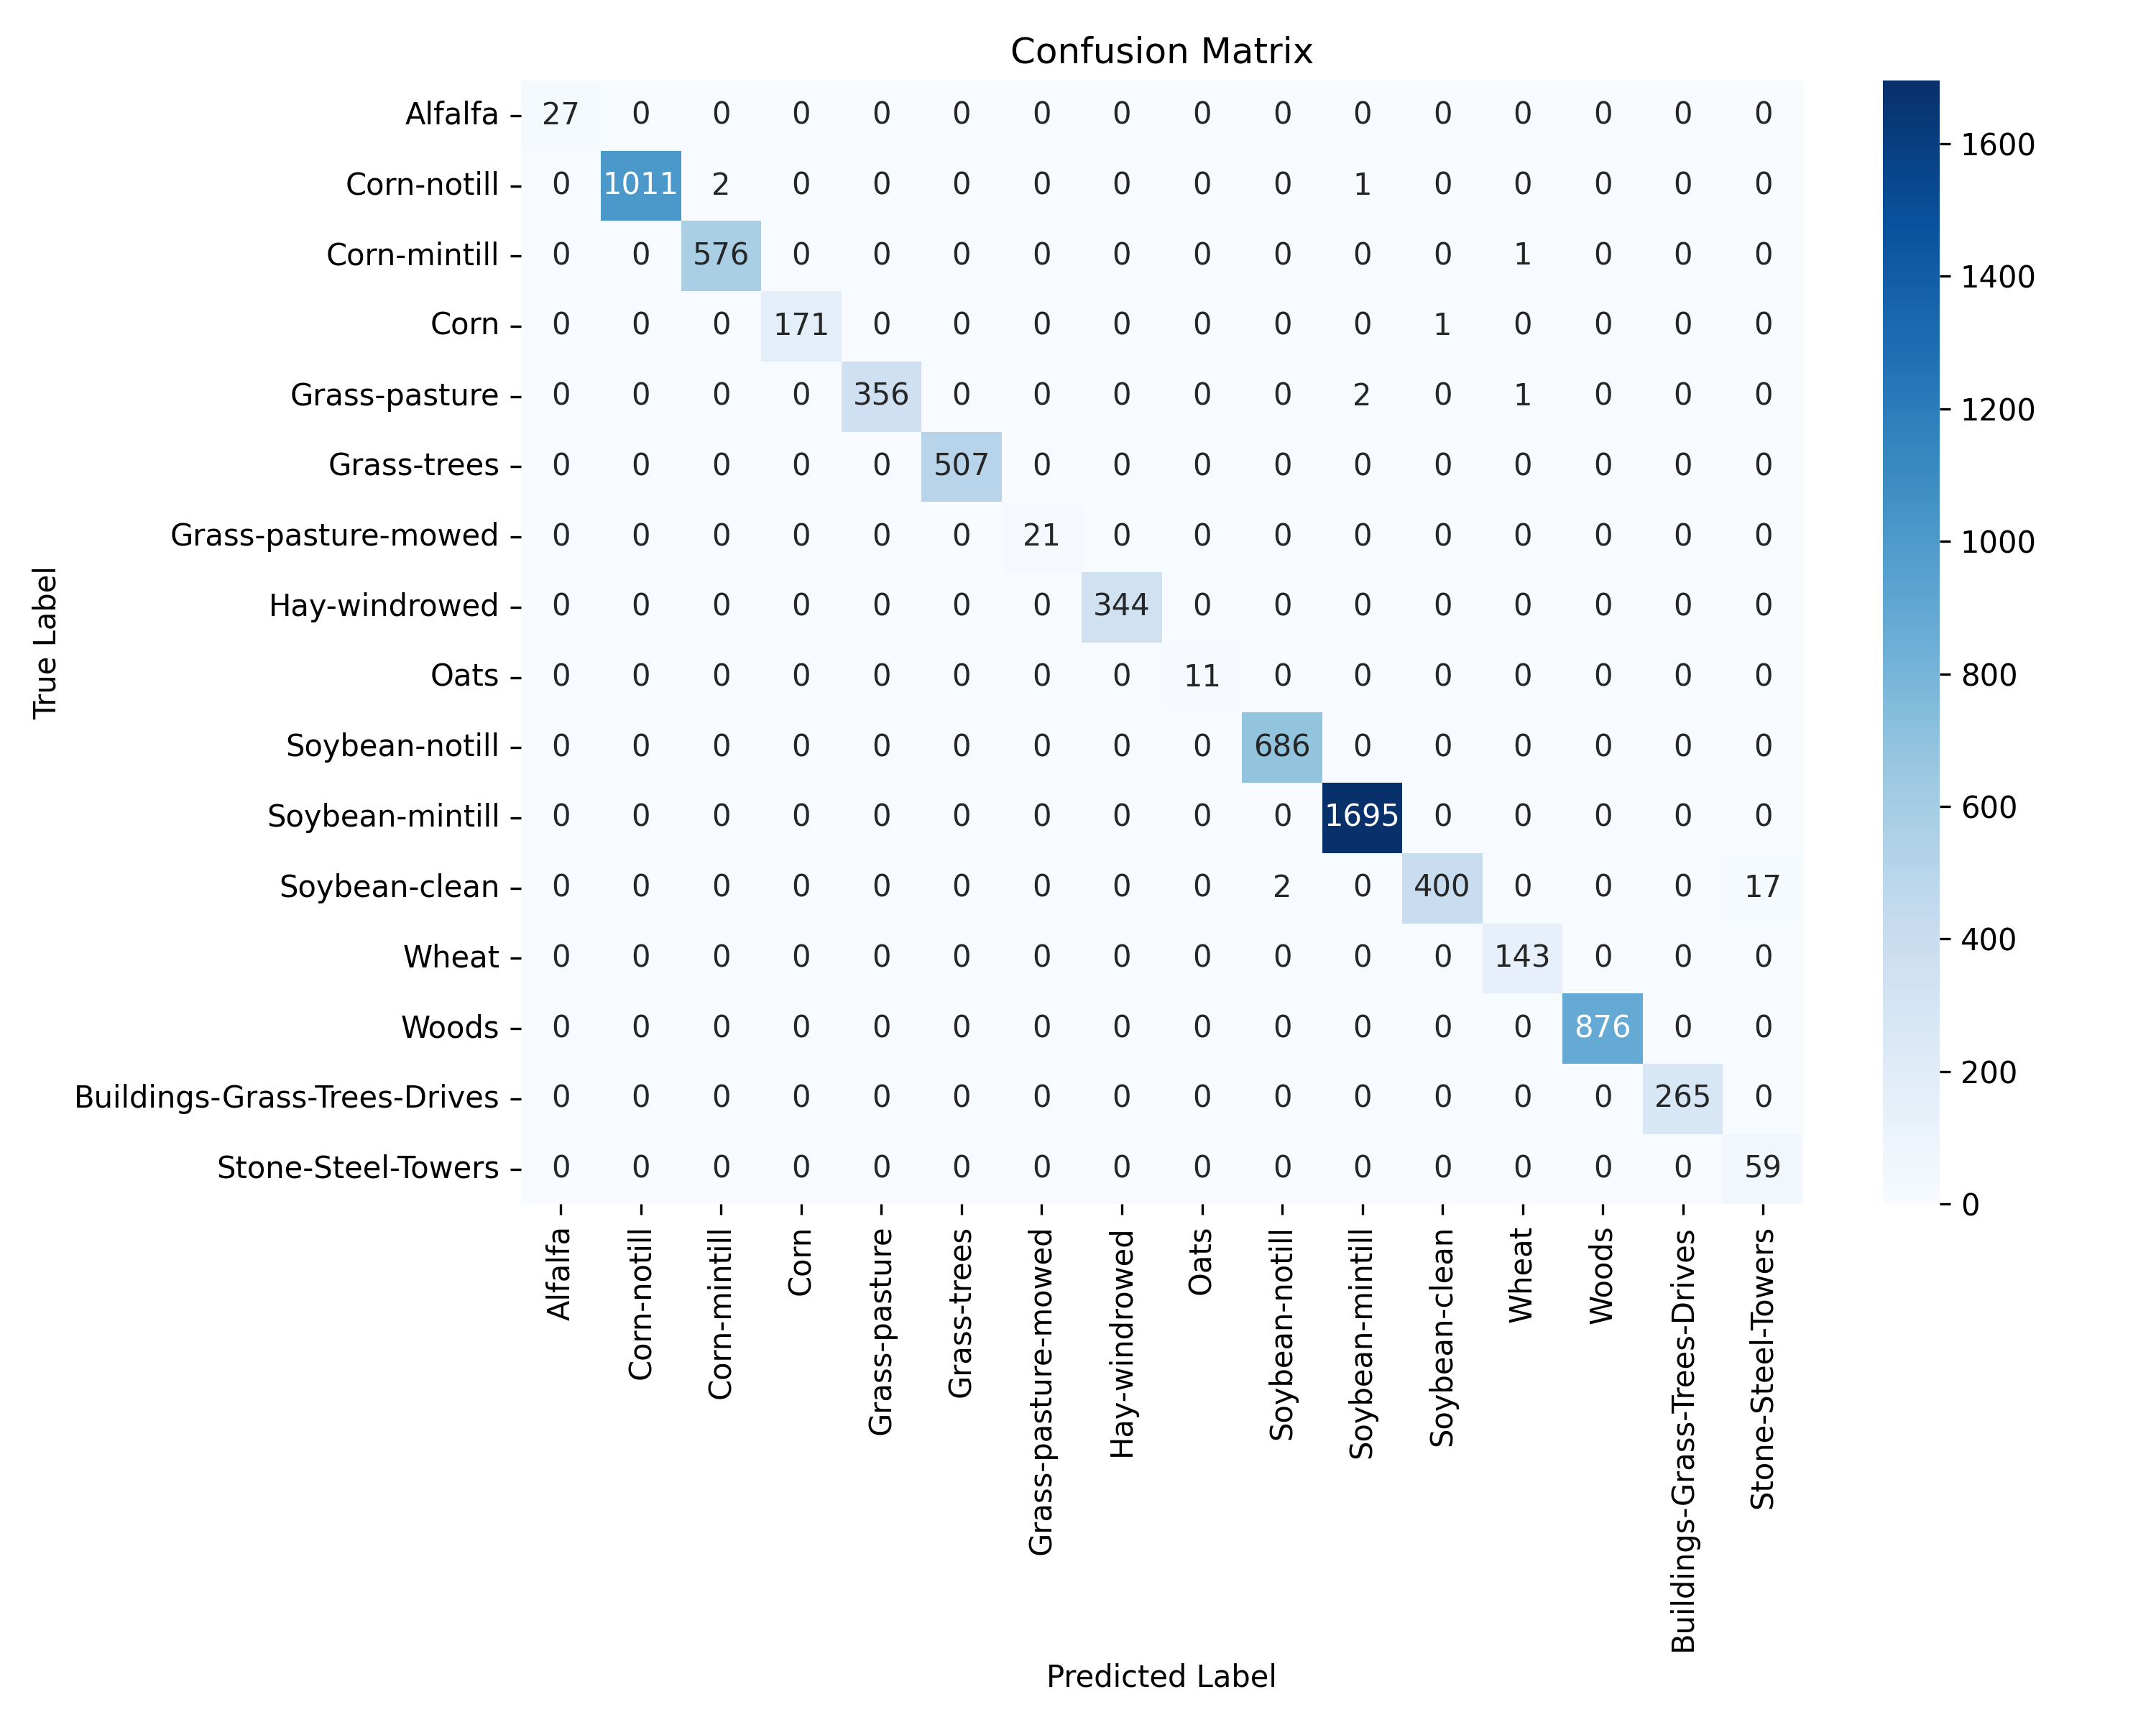 Confusion Matrix
True Label
Alfalfa 27 0 0 0 0 0 0 0 0 0 0 0 0 0 0 0
Corn-notill 0 1011 2 0 0 0 0 0 0 0 1 0 0 0 0 0
Corn-mintill 0 0 576 0 0 0 0 0 0 0 0 0 1 0 0 0
Corn 0 0 0 171 0 0 0 0 0 0 0 1 0 0 0 0
Grass-pasture 0 0 0 0 356 0 0 0 0 0 2 0 1 0 0 0
Grass-trees 0 0 0 0 0 507 0 0 0 0 0 0 0 0 0 0
Grass-pasture-mowed 0 0 0 0 0 0 21 0 0 0 0 0 0 0 0 0
Hay-windrowed 0 0 0 0 0 0 0 344 0 0 0 0 0 0 0 0
Oats 0 0 0 0 0 0 0 0 11 0 0 0 0 0 0 0
Soybean-notill 0 0 0 0 0 0 0 0 0 686 0 0 0 0 0 0
Soybean-mintill 0 0 0 0 0 0 0 0 0 0 1695 0 0 0 0 0
Soybean-clean 0 0 0 0 0 0 0 0 0 2 0 400 0 0 0 17
Wheat 0 0 0 0 0 0 0 0 0 0 0 0 143 0 0 0
Woods 0 0 0 0 0 0 0 0 0 0 0 0 0 876 0 0
Buildings-Grass-Trees-Drives 0 0 0 0 0 0 0 0 0 0 0 0 0 0 265 0
Stone-Steel-Towers 0 0 0 0 0 0 0 0 0 0 0 0 0 0 0 59
Alfalfa
Corn-notill
Corn-mintill
Corn
Grass-pasture
Grass-trees
Grass-pasture-mowed
Hay-windrowed
Oats
Soybean-notill
Soybean-mintill
Soybean-clean
Wheat
Woods
Buildings-Grass-Trees-Drives
Stone-Steel-Towers
Predicted Label
1600
1400
1200
1000
800
600
400
200
0